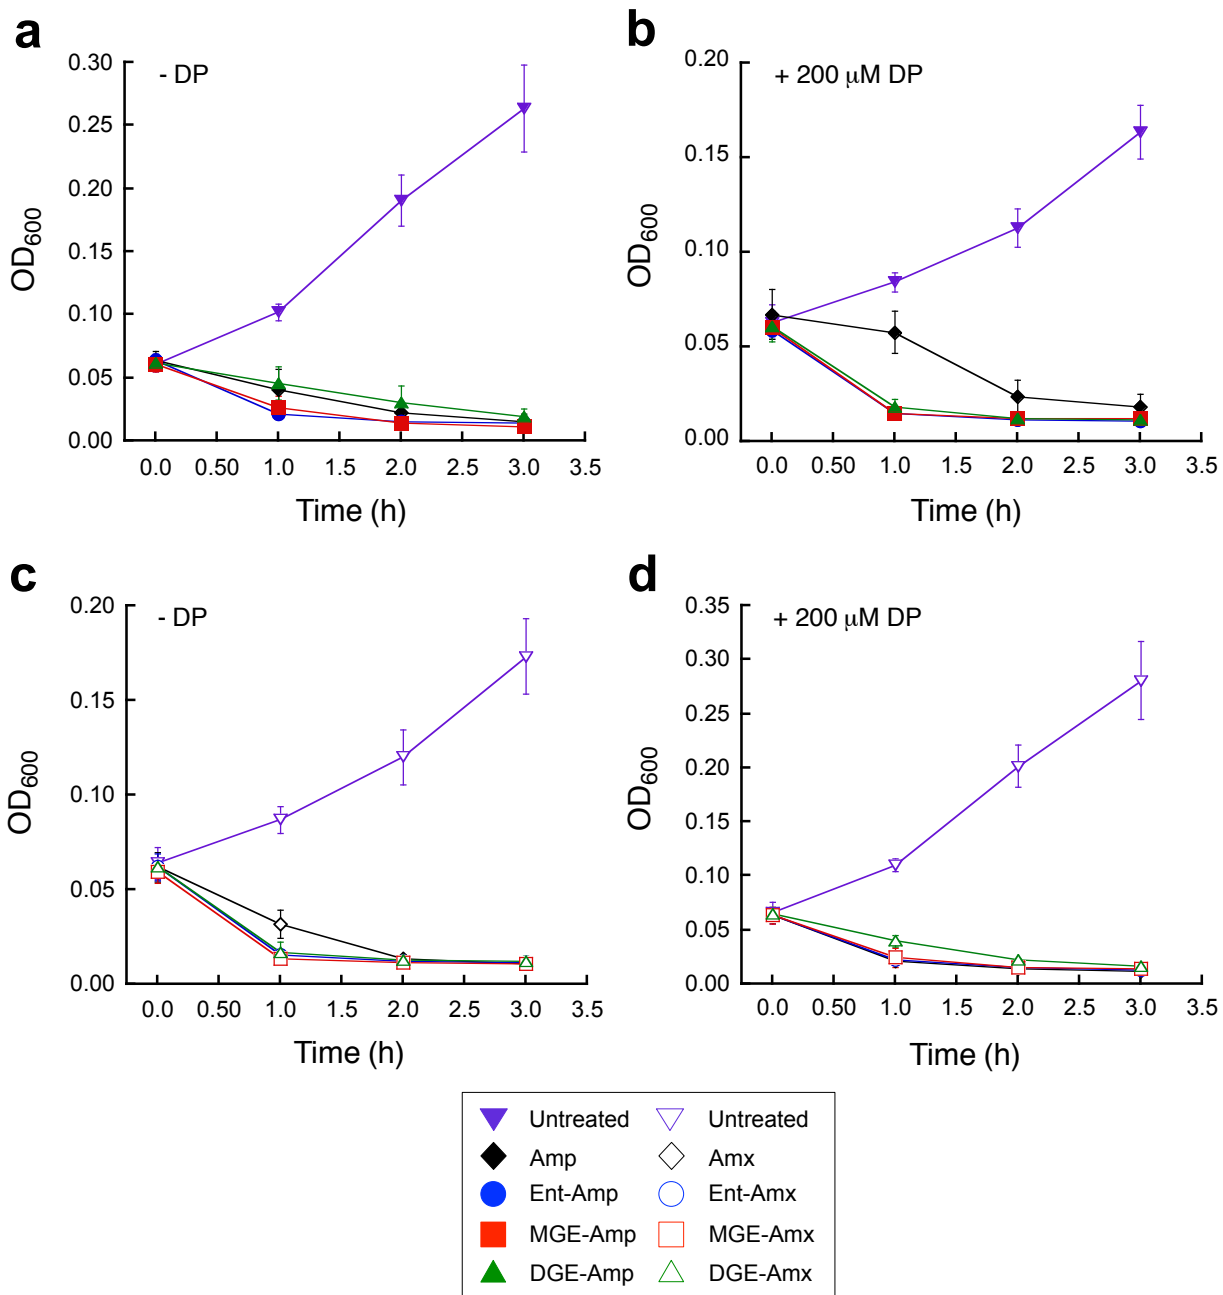 a
- DP
0.30
0.25
0.20
0.15
0.10
0.05
0.00
OD600
0.0 0.50 1.0 1.5 2.0 2.5 3.0 3.5
Time (h)
b
+ 200 μM DP
0.20
0.15
0.10
0.05
0.00
OD600
0.0 0.50 1.0 1.5 2.0 2.5 3.0 3.5
Time (h)
c
- DP
0.20
0.15
0.10
0.05
0.00
OD600
0.0 0.50 1.0 1.5 2.0 2.5 3.0 3.5
Time (h)
d
+ 200 μM DP
0.35
0.30
0.25
0.20
0.15
0.10
0.05
0.00
OD600
0.0 0.50 1.0 1.5 2.0 2.5 3.0 3.5
Time (h)
Untreated Untreated
Amp Amx
Ent-Amp Ent-Amx
MGE-Amp MGE-Amx
DGE-Amp DGE-Amx